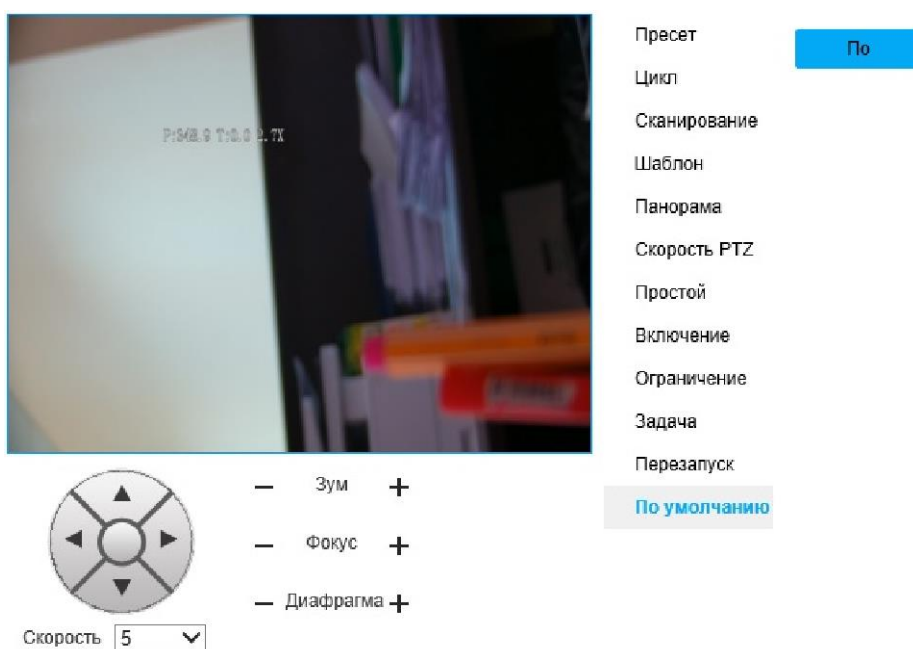 Пресет
По
Цикл
Сканирование
Шаблон
Панорама
Скорость PTZ
Простой
Включение
Ограничение
Задача
Перезапуск
По умолчанию
— Зум +
— Фокус +
— Диафрагма +
Скорость 5